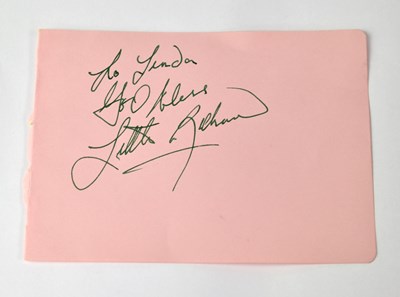 To Linda
God bless
Little Richard